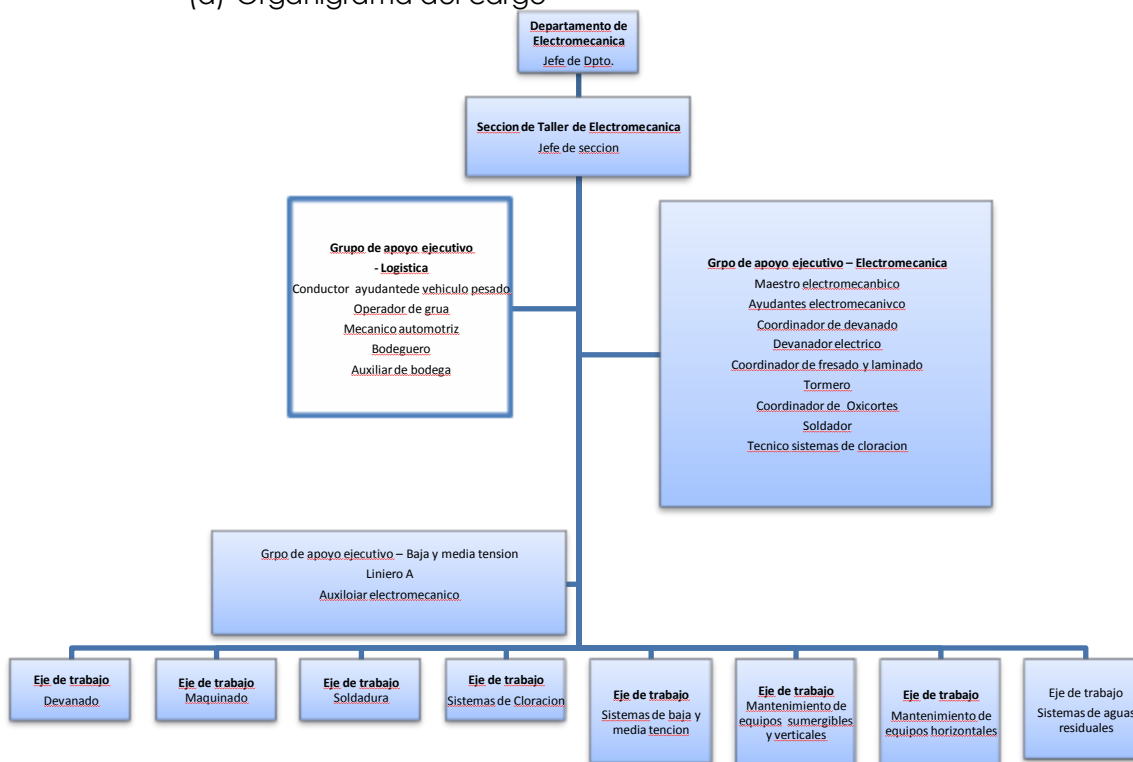 (a) Organigrama del cargo
Departamento de
Electromecanica
Jefe de Dpto.
Seccion de Taller de Electromecanica
Jefe de seccion
Grupo de apoyo ejecutivo
- Logistica
Conductor ayudantede vehiculo pesado
Operador de grua
Mecanico automotriz
Bodeguero
Auxiliar de bodega
Grpo de apoyo ejecutivo – Electromecanica
Maestro electromecanbico
Ayudantes electromecanivco
Coordinador de devanado
Devanador electrico
Coordinador de fresado y laminado
Tormero
Coordinador de Oxicortes
Soldador
Tecnico sistemas de cloracion
Grpo de apoyo ejecutivo – Baja y media tension
Liniero A
Auxiloiar electromecanico
Eje de trabajo
Devanado
Eje de trabajo
Maquinado
Eje de trabajo
Soldadura
Eje de trabajo
Sistemas de Cloracion
Eje de trabajo
Sistemas de baja y
media tencion
Eje de trabajo
Mantenimiento de
equipos sumergibles
y verticales
Eje de trabajo
Mantenimiento de
equipos horizontales
Eje de trabajo
Sistemas de aguas
residuales